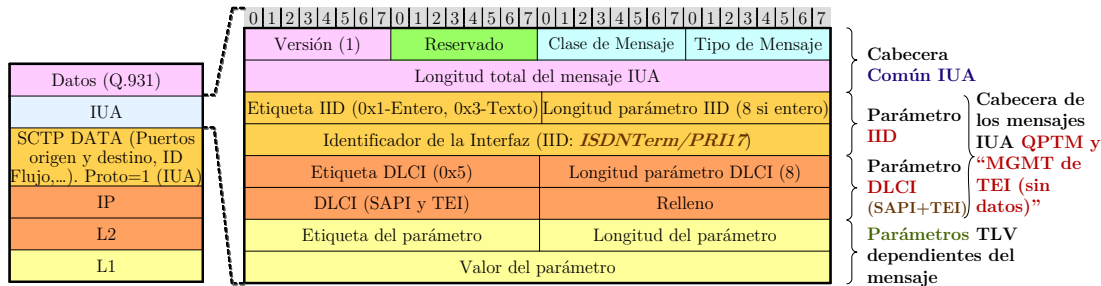 0 1 2 3 4 5 6 7 0 1 2 3 4 5 6 7 0 1 2 3 4 5 6 7 0 1 2 3 4 5 6 7
Versión (1) Reservado Clase de Mensaje Tipo de Mensaje
Longitud total del mensaje IUA
Etiqueta IID (0x1-Entero, 0x3-Texto) Longitud parámetro IID (8 si entero)
Identificador de la Interfaz (IID: ISDNTerm/PRI17)
Etiqueta DLCI (0x5) Longitud parámetro DLCI (8)
DLCI (SAPI y TEI) Relleno
Etiqueta del parámetro Longitud del parámetro
Valor del parámetro
Datos (Q.931)
IUA
SCTP DATA (Puertos
origen y destino, ID
Flujo,...). Proto=1 (IUA)
IP
L2
L1
Cabecera
Común IUA
Parámetro
IID
Parámetro
DLCI
(SAPI+TEI)
Cabecera de
los mensajes
IUA QPTM y
“MGMT de
TEI (sin
datos)”
Parámetros TLV
dependientes del
mensaje